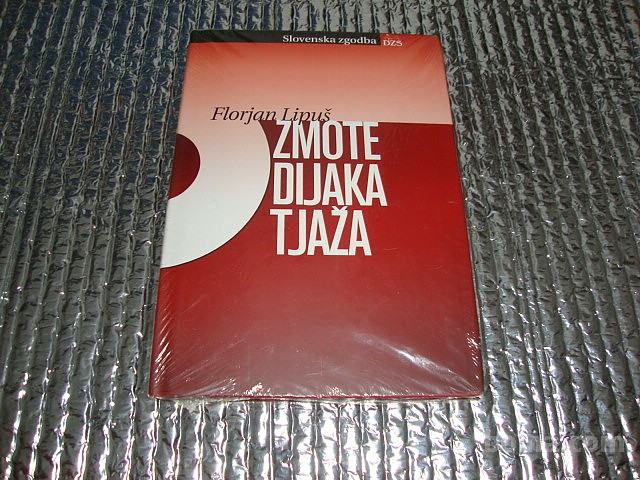 Slovenska zgodba
DZS
Florjan Lipuš
ZMOTE
DIJAKA
TJAŽA